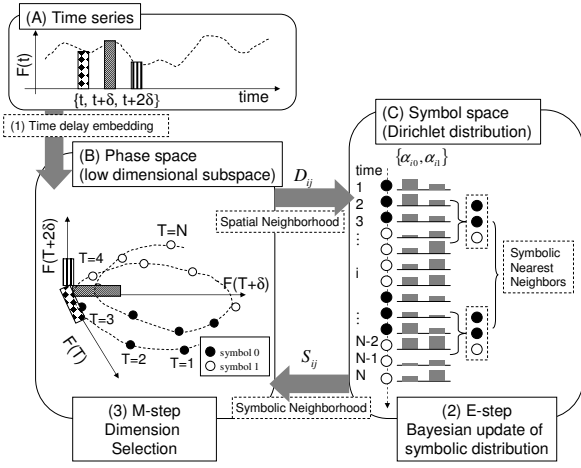 (A) Time series
F(t)
{t, t+δ, t+2δ}
time
(1) Time delay embedding
(B) Phase space
(low dimensional subspace)
F(T+2δ)
T=N
T=4
F(T+δ)
T=3
F(T)
T=2
T=1
symbol 0
symbol 1
(3) M-step
Dimension
Selection
D_ij
Spatial Neighborhood
S_ij
Symbolic Neighborhood
(C) Symbol space
(Dirichlet distribution)
{α_i0, α_i1}
time
1
2
3
⋮
i
⋮
N-2
N-1
N
Symbolic
Nearest
Neighbors
(2) E-step
Bayesian update of
symbolic distribution